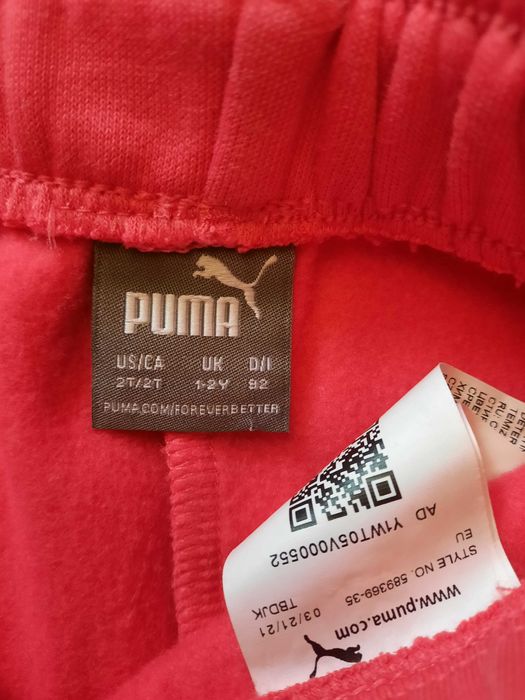 PUMA
US/CA UK D/I
2T/2T 1-2Y 92
PUMA.COM/FOREVERBETTER
AD Y1WT05V000552
EU
STYLE NO. 589369-35
TBDJK
03/21/21
www.puma.com